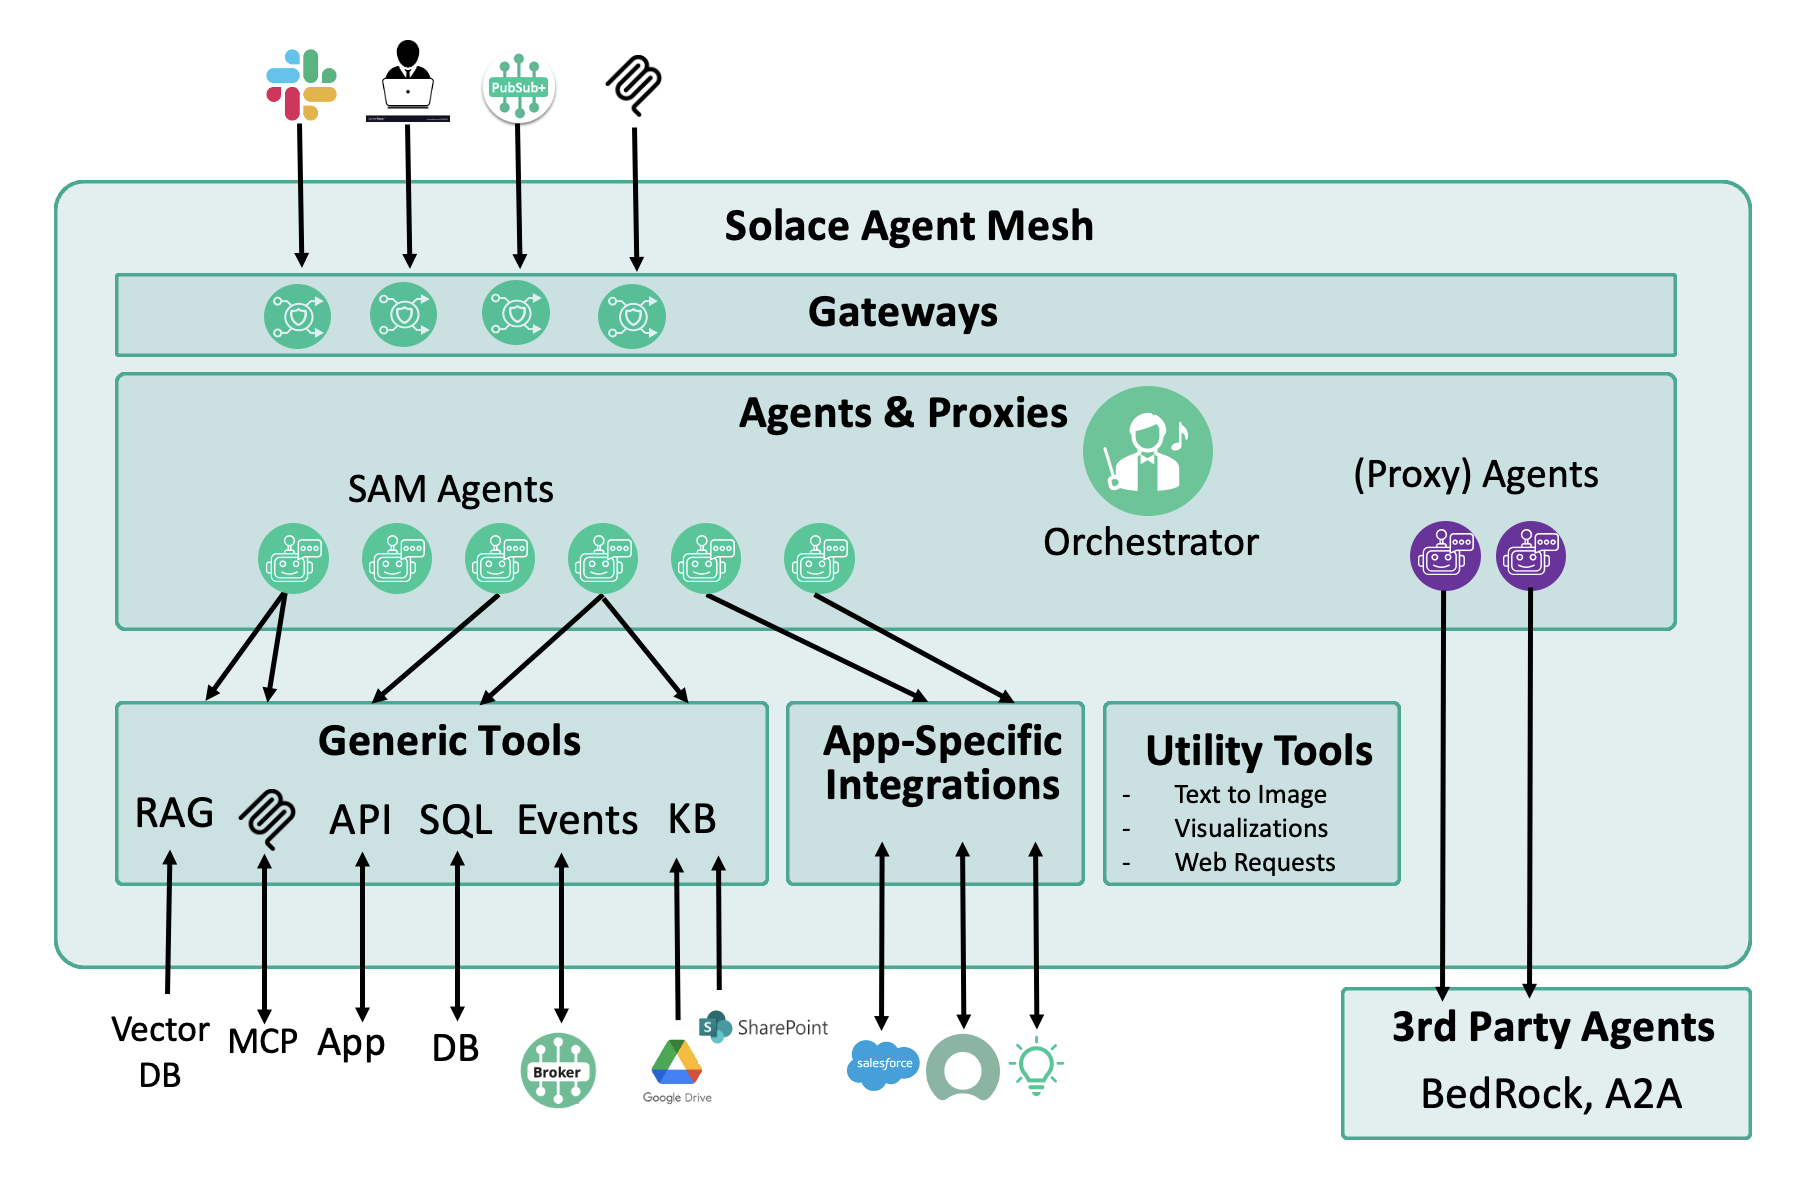 PubSub+
Solace Agent Mesh
Gateways
Agents & Proxies
SAM Agents
(Proxy) Agents
Orchestrator
Generic Tools
RAG
API
SQL
Events
KB
App-Specific
Integrations
Utility Tools
- Text to Image
- Visualizations
- Web Requests
Vector
DB
MCP
App
DB
Broker
Google Drive
S
SharePoint
salesforce
3rd Party Agents
BedRock, A2A